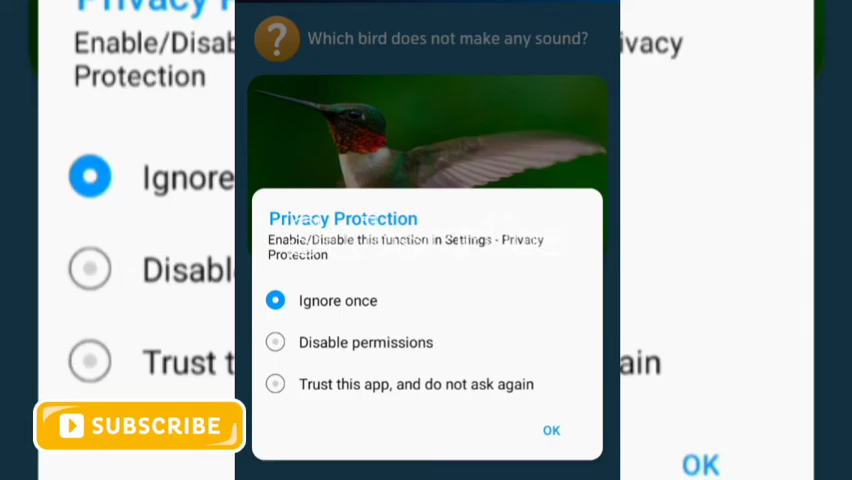 Privacy P
Enable/Disab
ivacy
Protection
Ignore
Disabl
Trust t
ain
OK
SUBSCRIBE
?
Which bird does not make any sound?
Privacy Protection
Enable/Disable this function in Settings - Privacy
Protection
Ignore once
Disable permissions
Trust this app, and do not ask again
OK